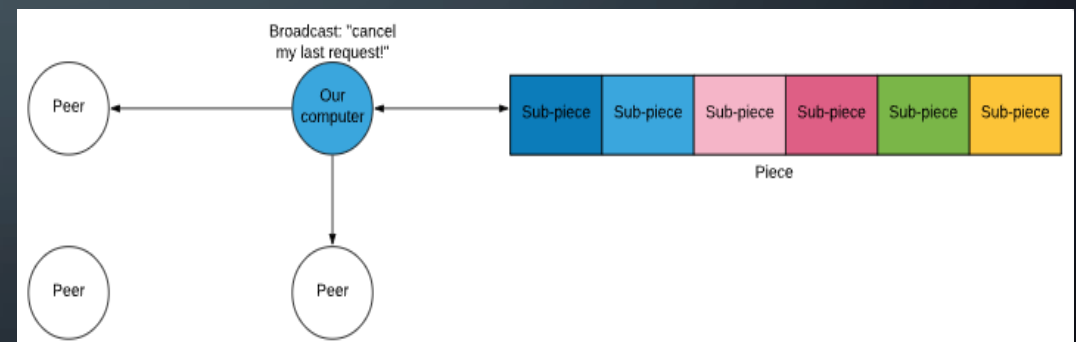 Broadcast: "cancel
my last request!"
Peer
Our
computer
Sub-piece Sub-piece Sub-piece Sub-piece Sub-piece Sub-piece
Piece
Peer
Peer